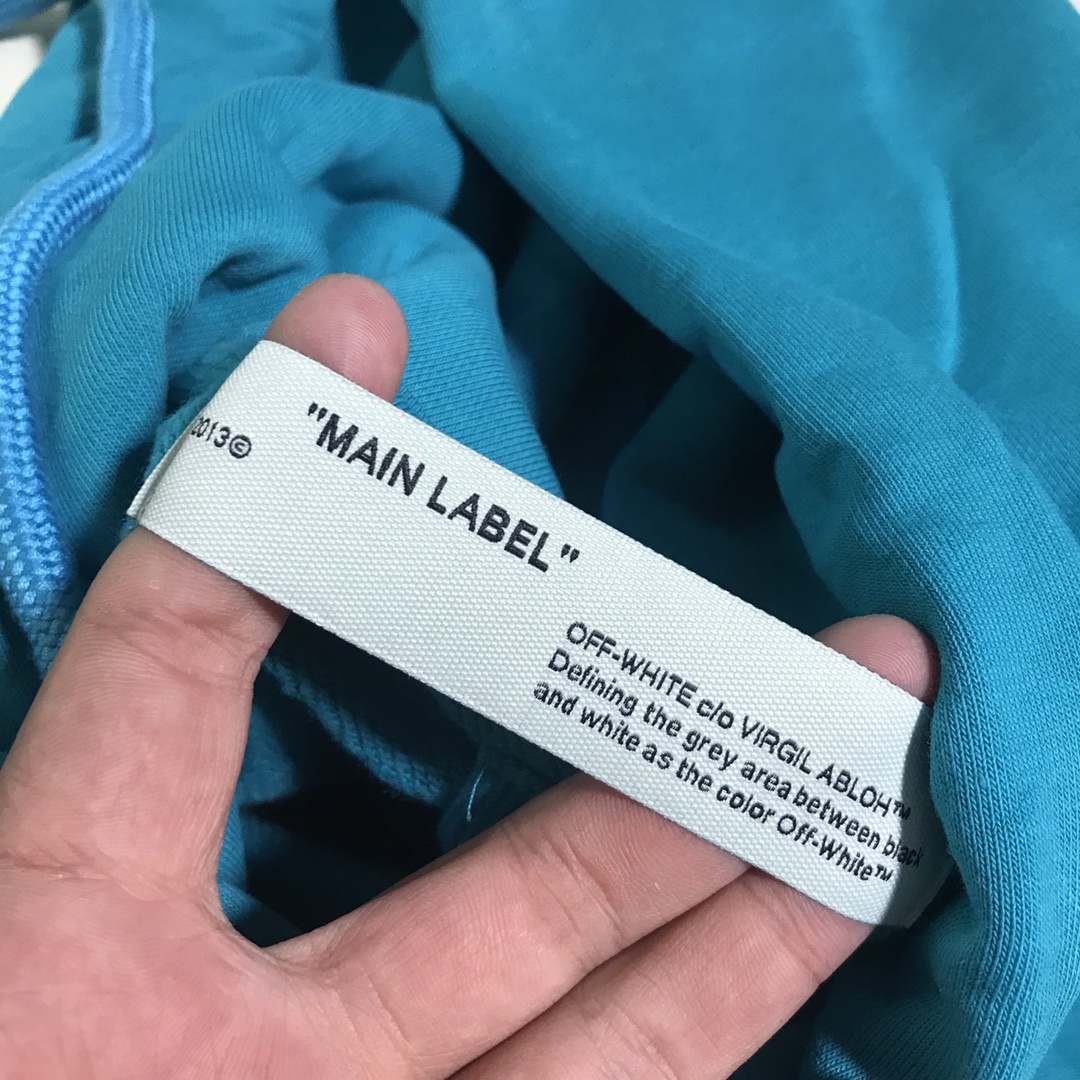 2013©
"MAIN LABEL"
OFF-WHITE c/o VIRGIL ABLOH™
Defining the grey area between black
and white as the color Off-White™